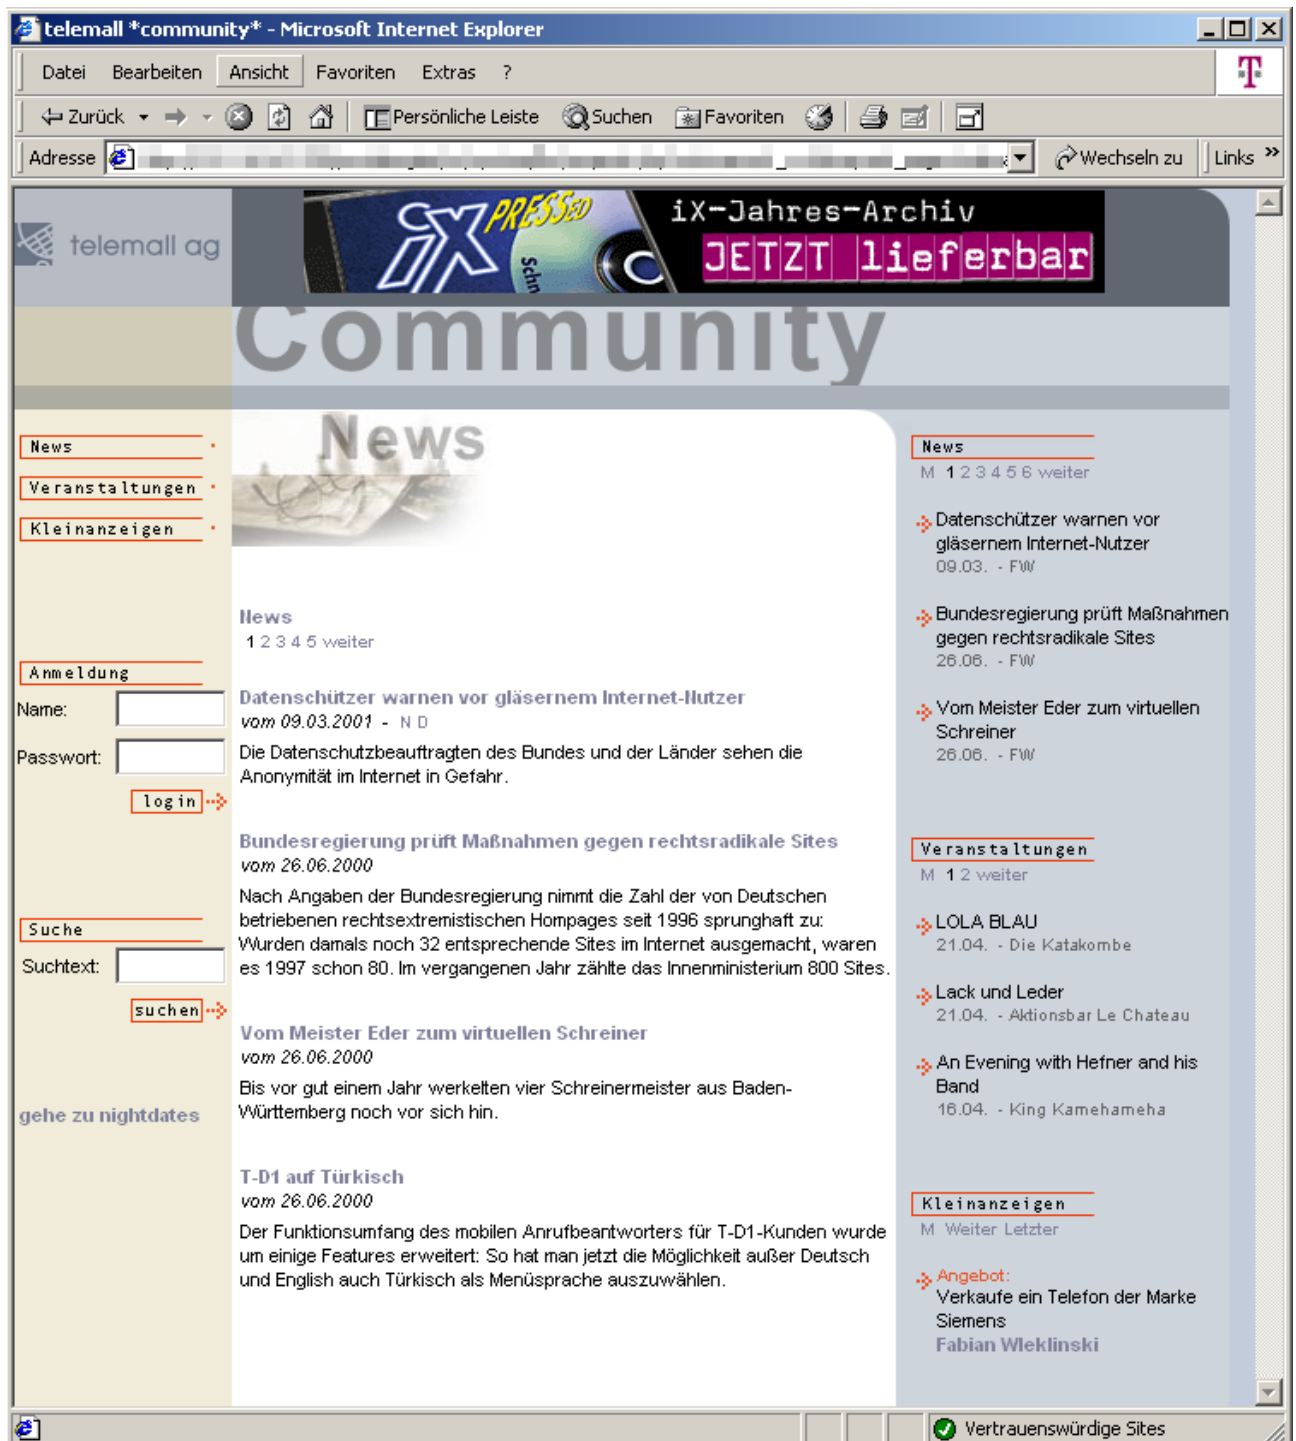 telemall *community* - Microsoft Internet Explorer
Datei Bearbeiten Ansicht Favoriten Extras ?
T
Zurück Persönliche Leiste Suchen Favoriten
Adresse Wechseln zu Links »
telemall ag
iX PRESSED
Schn
iX-Jahres-Archiv
JETZT lieferbar
Community
News
Veranstaltungen
Kleinanzeigen
Anmeldung
Name:
Passwort:
login
Suche
Suchtext:
suchen
gehe zu nightdates
News
News
1 2 3 4 5 weiter
Datenschützer warnen vor gläsernem Internet-Nutzer
vom 09.03.2001 - N D
Die Datenschutzbeauftragten des Bundes und der Länder sehen die
Anonymität im Internet in Gefahr.
Bundesregierung prüft Maßnahmen gegen rechtsradikale Sites
vom 26.06.2000
Nach Angaben der Bundesregierung nimmt die Zahl der von Deutschen
betriebenen rechtsextremistischen Hompages seit 1996 sprunghaft zu:
Wurden damals noch 32 entsprechende Sites im Internet ausgemacht, waren
es 1997 schon 80. Im vergangenen Jahr zählte das Innenministerium 800 Sites.
Vom Meister Eder zum virtuellen Schreiner
vom 26.06.2000
Bis vor gut einem Jahr werkelten vier Schreinermeister aus Baden-
Württemberg noch vor sich hin.
T-D1 auf Türkisch
vom 26.06.2000
Der Funktionsumfang des mobilen Anrufbeantworters für T-D1-Kunden wurde
um einige Features erweitert: So hat man jetzt die Möglichkeit außer Deutsch
und English auch Türkisch als Menüsprache auszuwählen.
News
M 1 2 3 4 5 6 weiter
Datenschützer warnen vor
gläsernem Internet-Nutzer
09.03. - FW
Bundesregierung prüft Maßnahmen
gegen rechtsradikale Sites
26.06. - FW
Vom Meister Eder zum virtuellen
Schreiner
26.06. - FW
Veranstaltungen
M 1 2 weiter
LOLA BLAU
21.04. - Die Katakombe
Lack und Leder
21.04. - Aktionsbar Le Chateau
An Evening with Hefner and his
Band
16.04. - King Kamehameha
Kleinanzeigen
M Weiter Letzter
Angebot:
Verkaufe ein Telefon der Marke
Siemens
Fabian Wleklinski
Vertrauenswürdige Sites